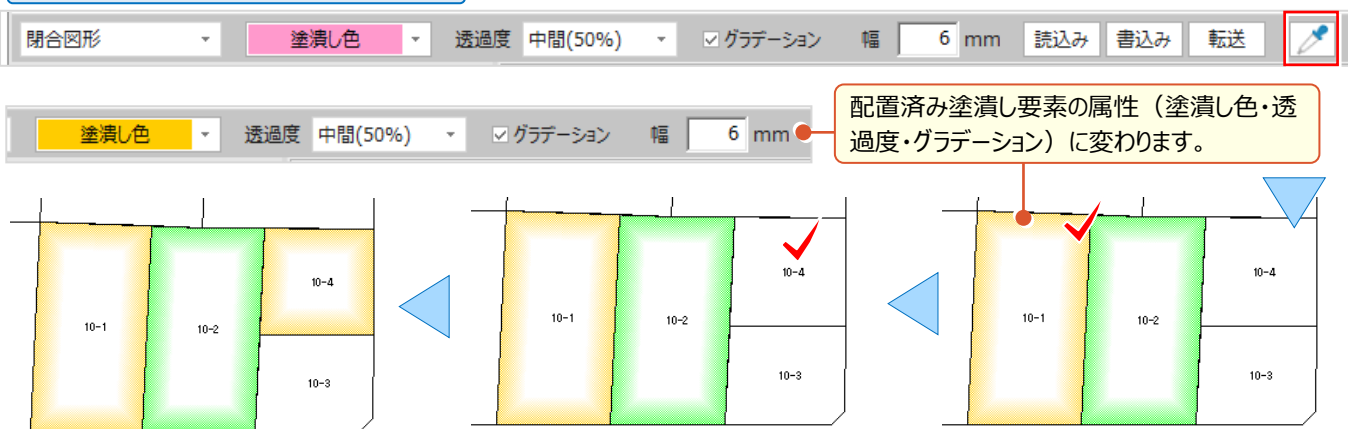 閉合図形 塗潰し色 透過度 中間(50%) グラデーション 幅 6 mm 読込み 書込み 転送
塗潰し色 透過度 中間(50%) グラデーション 幅 6 mm
配置済み塗潰し要素の属性（塗潰し色・透
過度・グラデーション）に変わります。
10-1 10-2 10-4
10-3
10-1 10-2 10-4
10-3
10-1 10-2 10-4
10-3